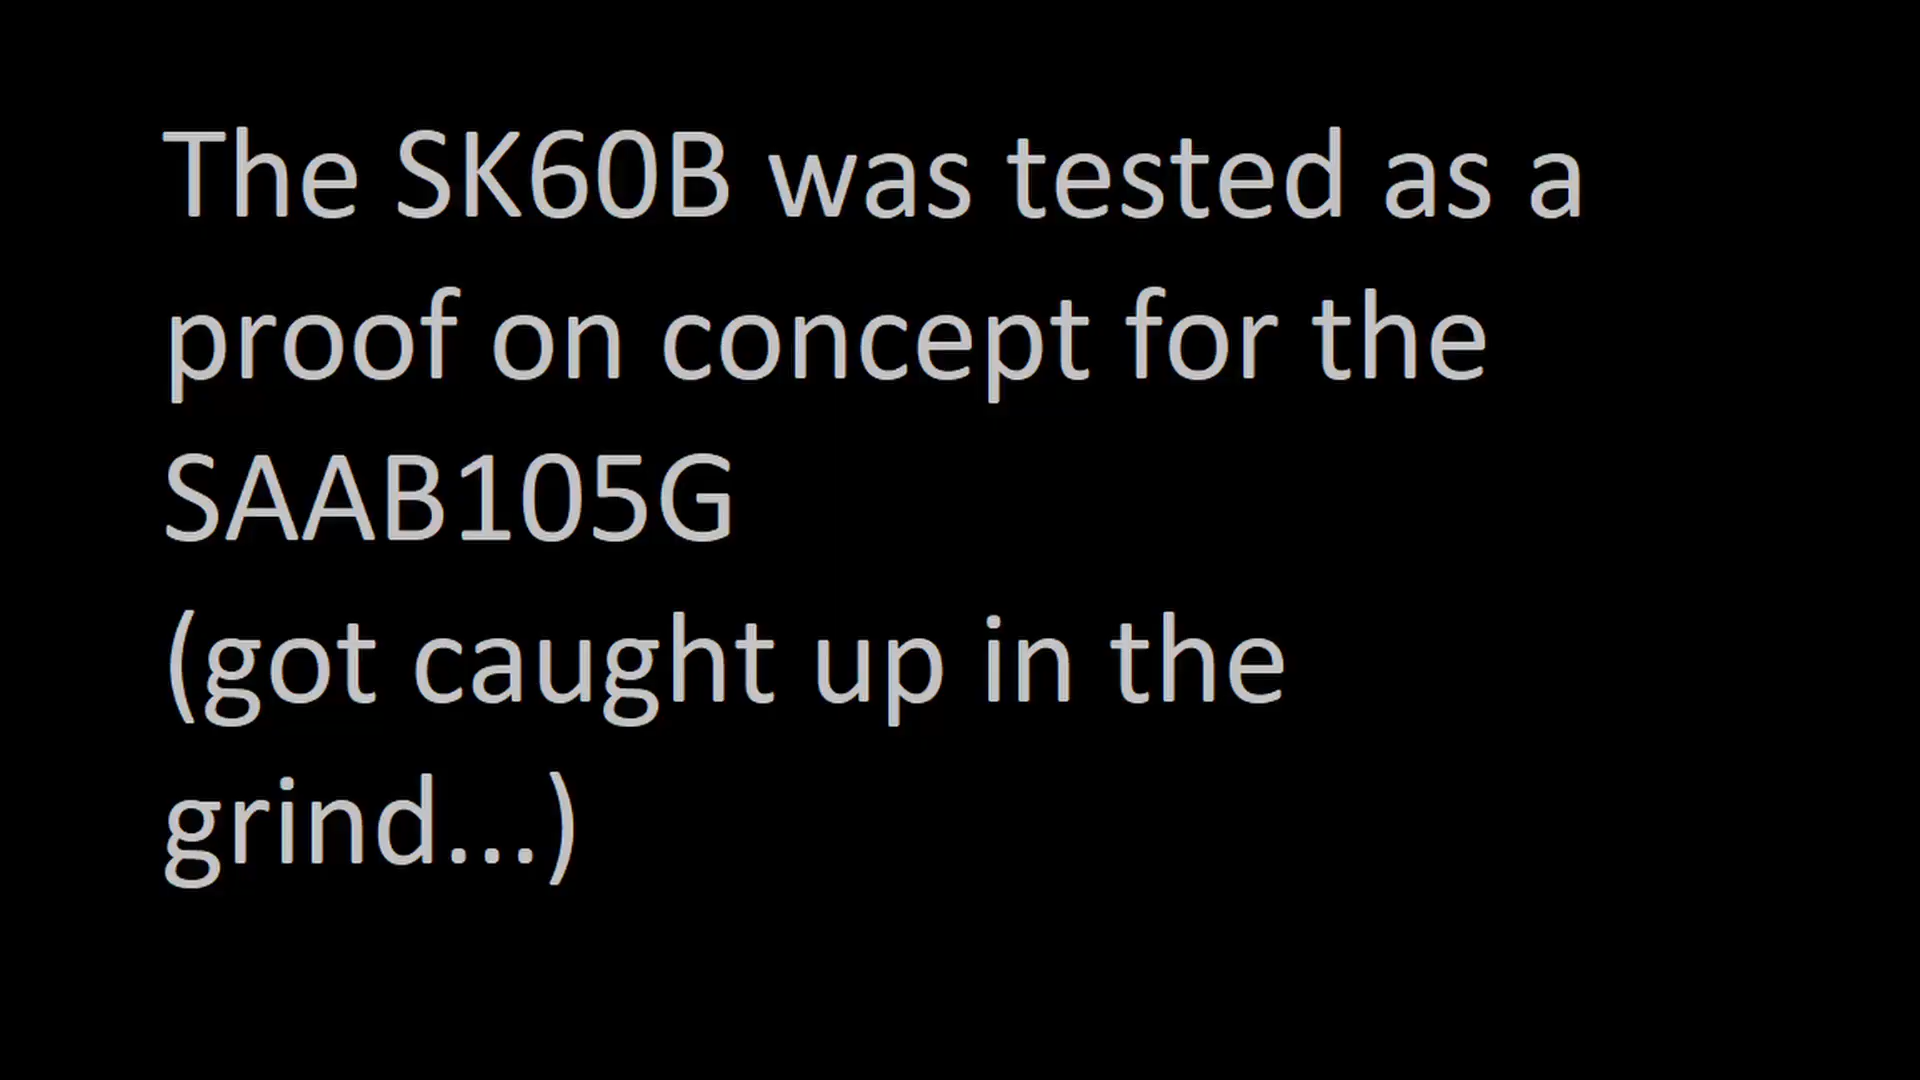 The SK60B was tested as a
proof on concept for the
SAAB105G
(got caught up in the
grind...)